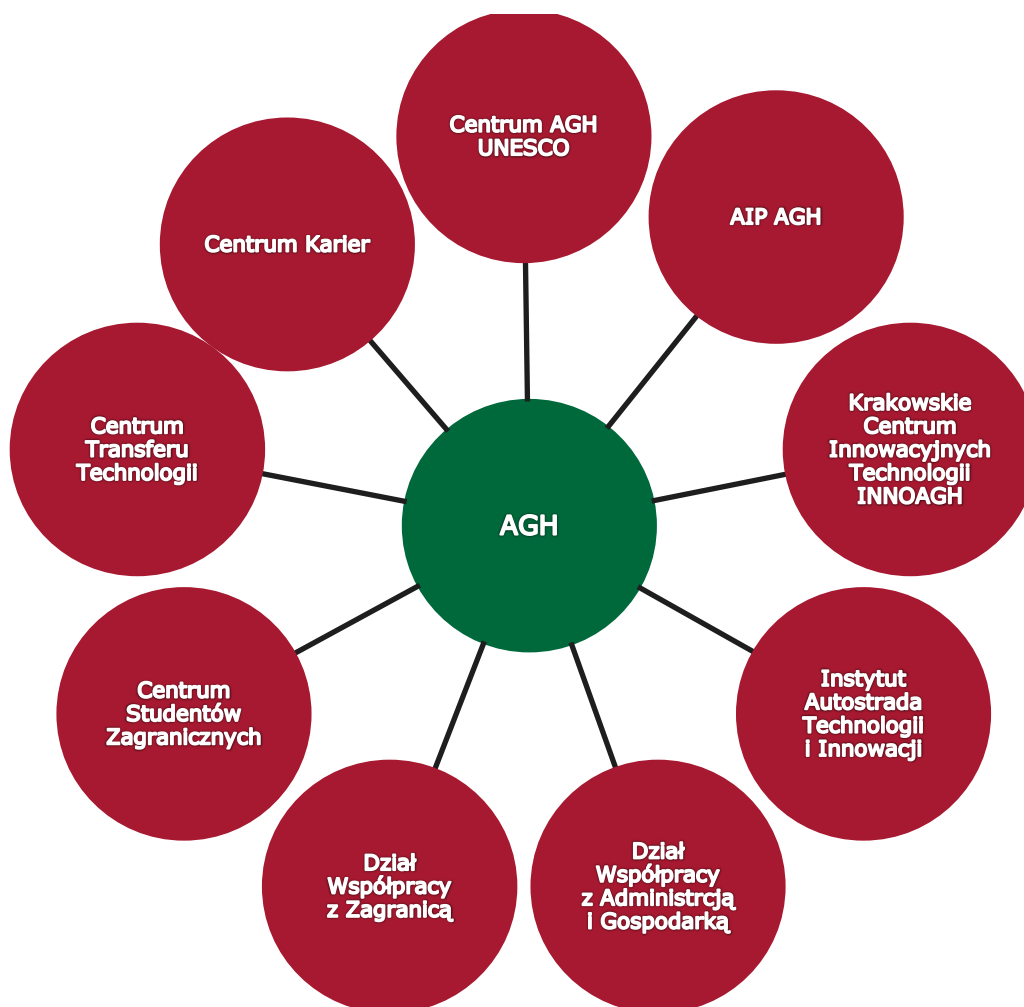 Centrum AGH
UNESCO
AIP AGH
Centrum Karier
Krakowskie
Centrum
Innowacyjnych
Technologii
INNOAGH
Centrum
Transferu
Technologii
AGH
Instytut
Autostrada
Technologii
i Innowacji
Centrum
Studentów
Zagranicznych
Dział
Współpracy
z Administrcją
i Gospodarką
Dział
Współpracy
z Zagranicą